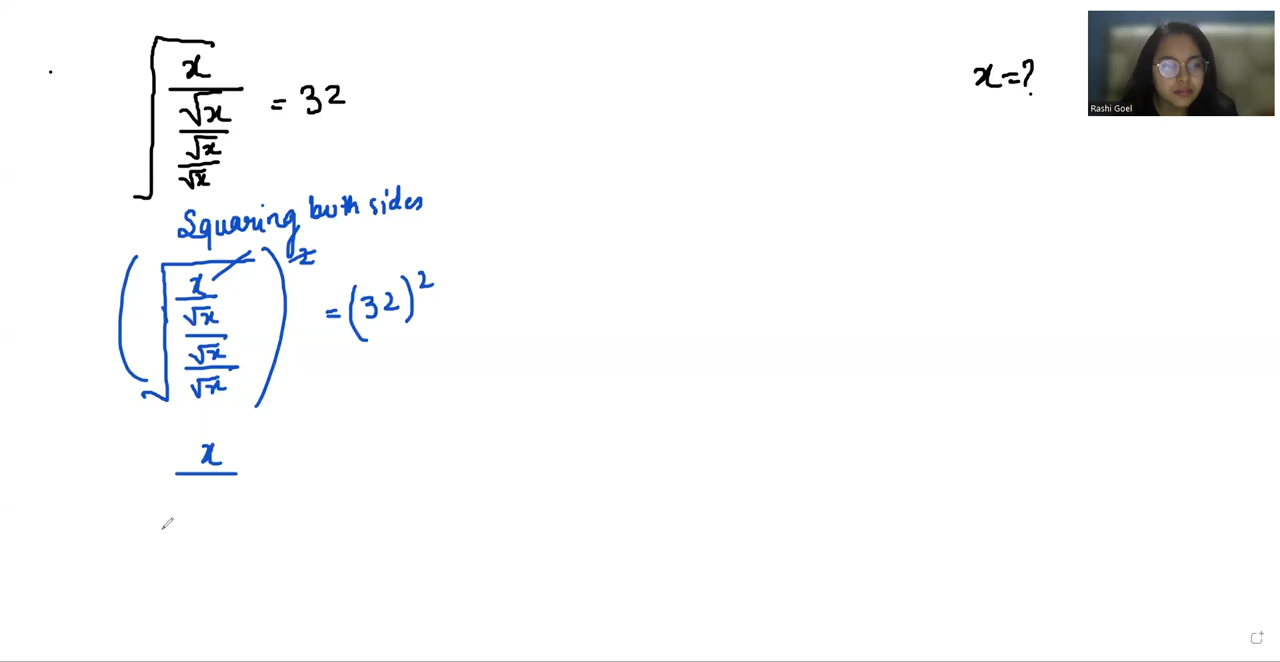 √(x/(√x/(√x/√x))) = 32
x=?
Rashi Goel
Squaring both sides
(√(x/(√x/(√x/√x))))² = (32)²
x